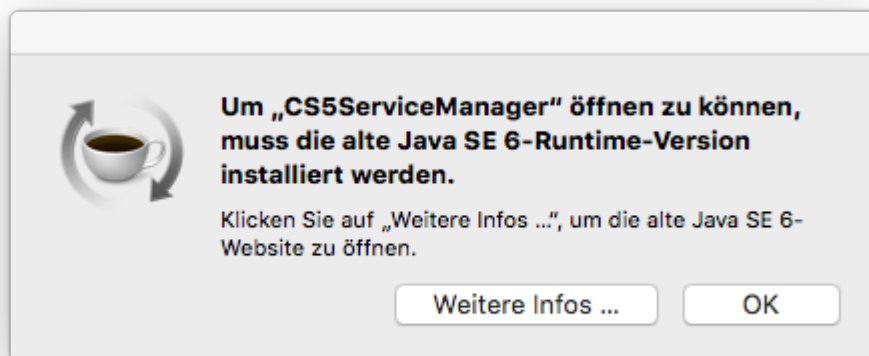 Um „CS5ServiceManager“ öffnen zu können,
muss die alte Java SE 6-Runtime-Version
installiert werden.
Klicken Sie auf „Weitere Infos ...“, um die alte Java SE 6-
Website zu öffnen.
Weitere Infos ...
OK